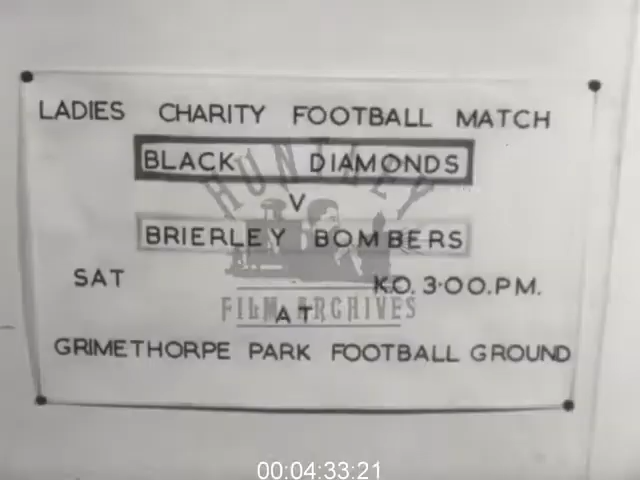 LADIES CHARITY FOOTBALL MATCH
BLACK DIAMONDS
V
BRIERLEY BOMBERS
SAT K.O. 3·00.P.M.
AT
GRIMETHORPE PARK FOOTBALL GROUND
HUNTLEY
FILM ARCHIVES
00:04:33:21